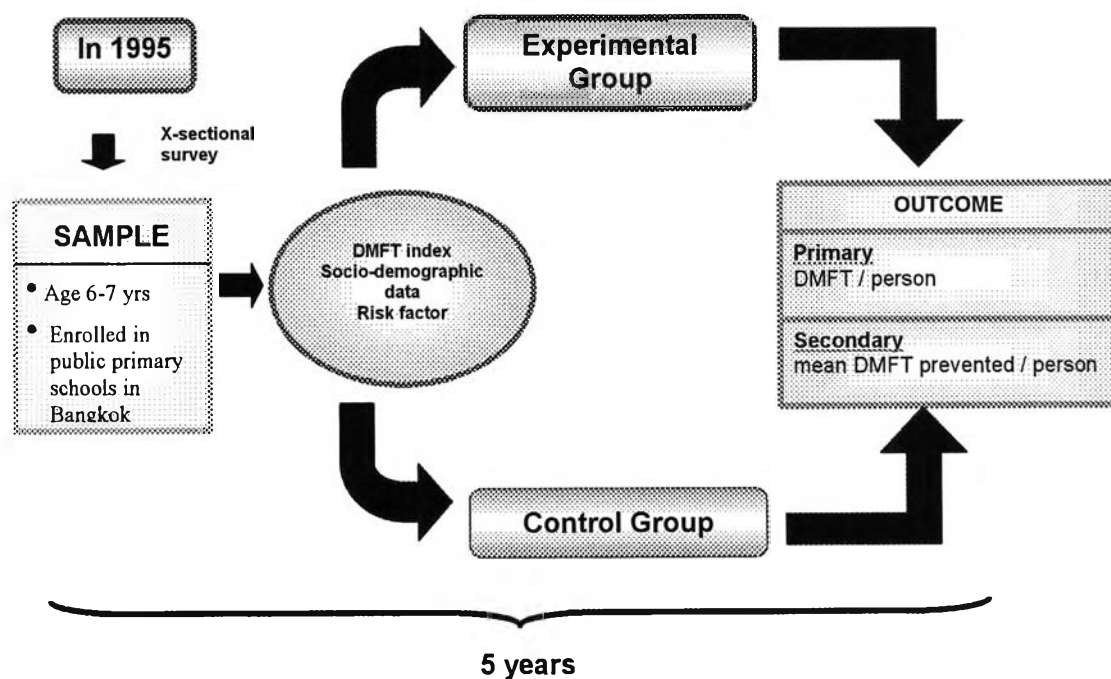 In 1995
X-sectional
survey
SAMPLE
• Age 6-7 yrs
• Enrolled in
public primary
schools in
Bangkok
DMFT index
Socio-demographic
data
Risk factor
Experimental
Group
Control Group
OUTCOME
Primary
DMFT / person
Secondary
mean DMFT prevented / person
5 years